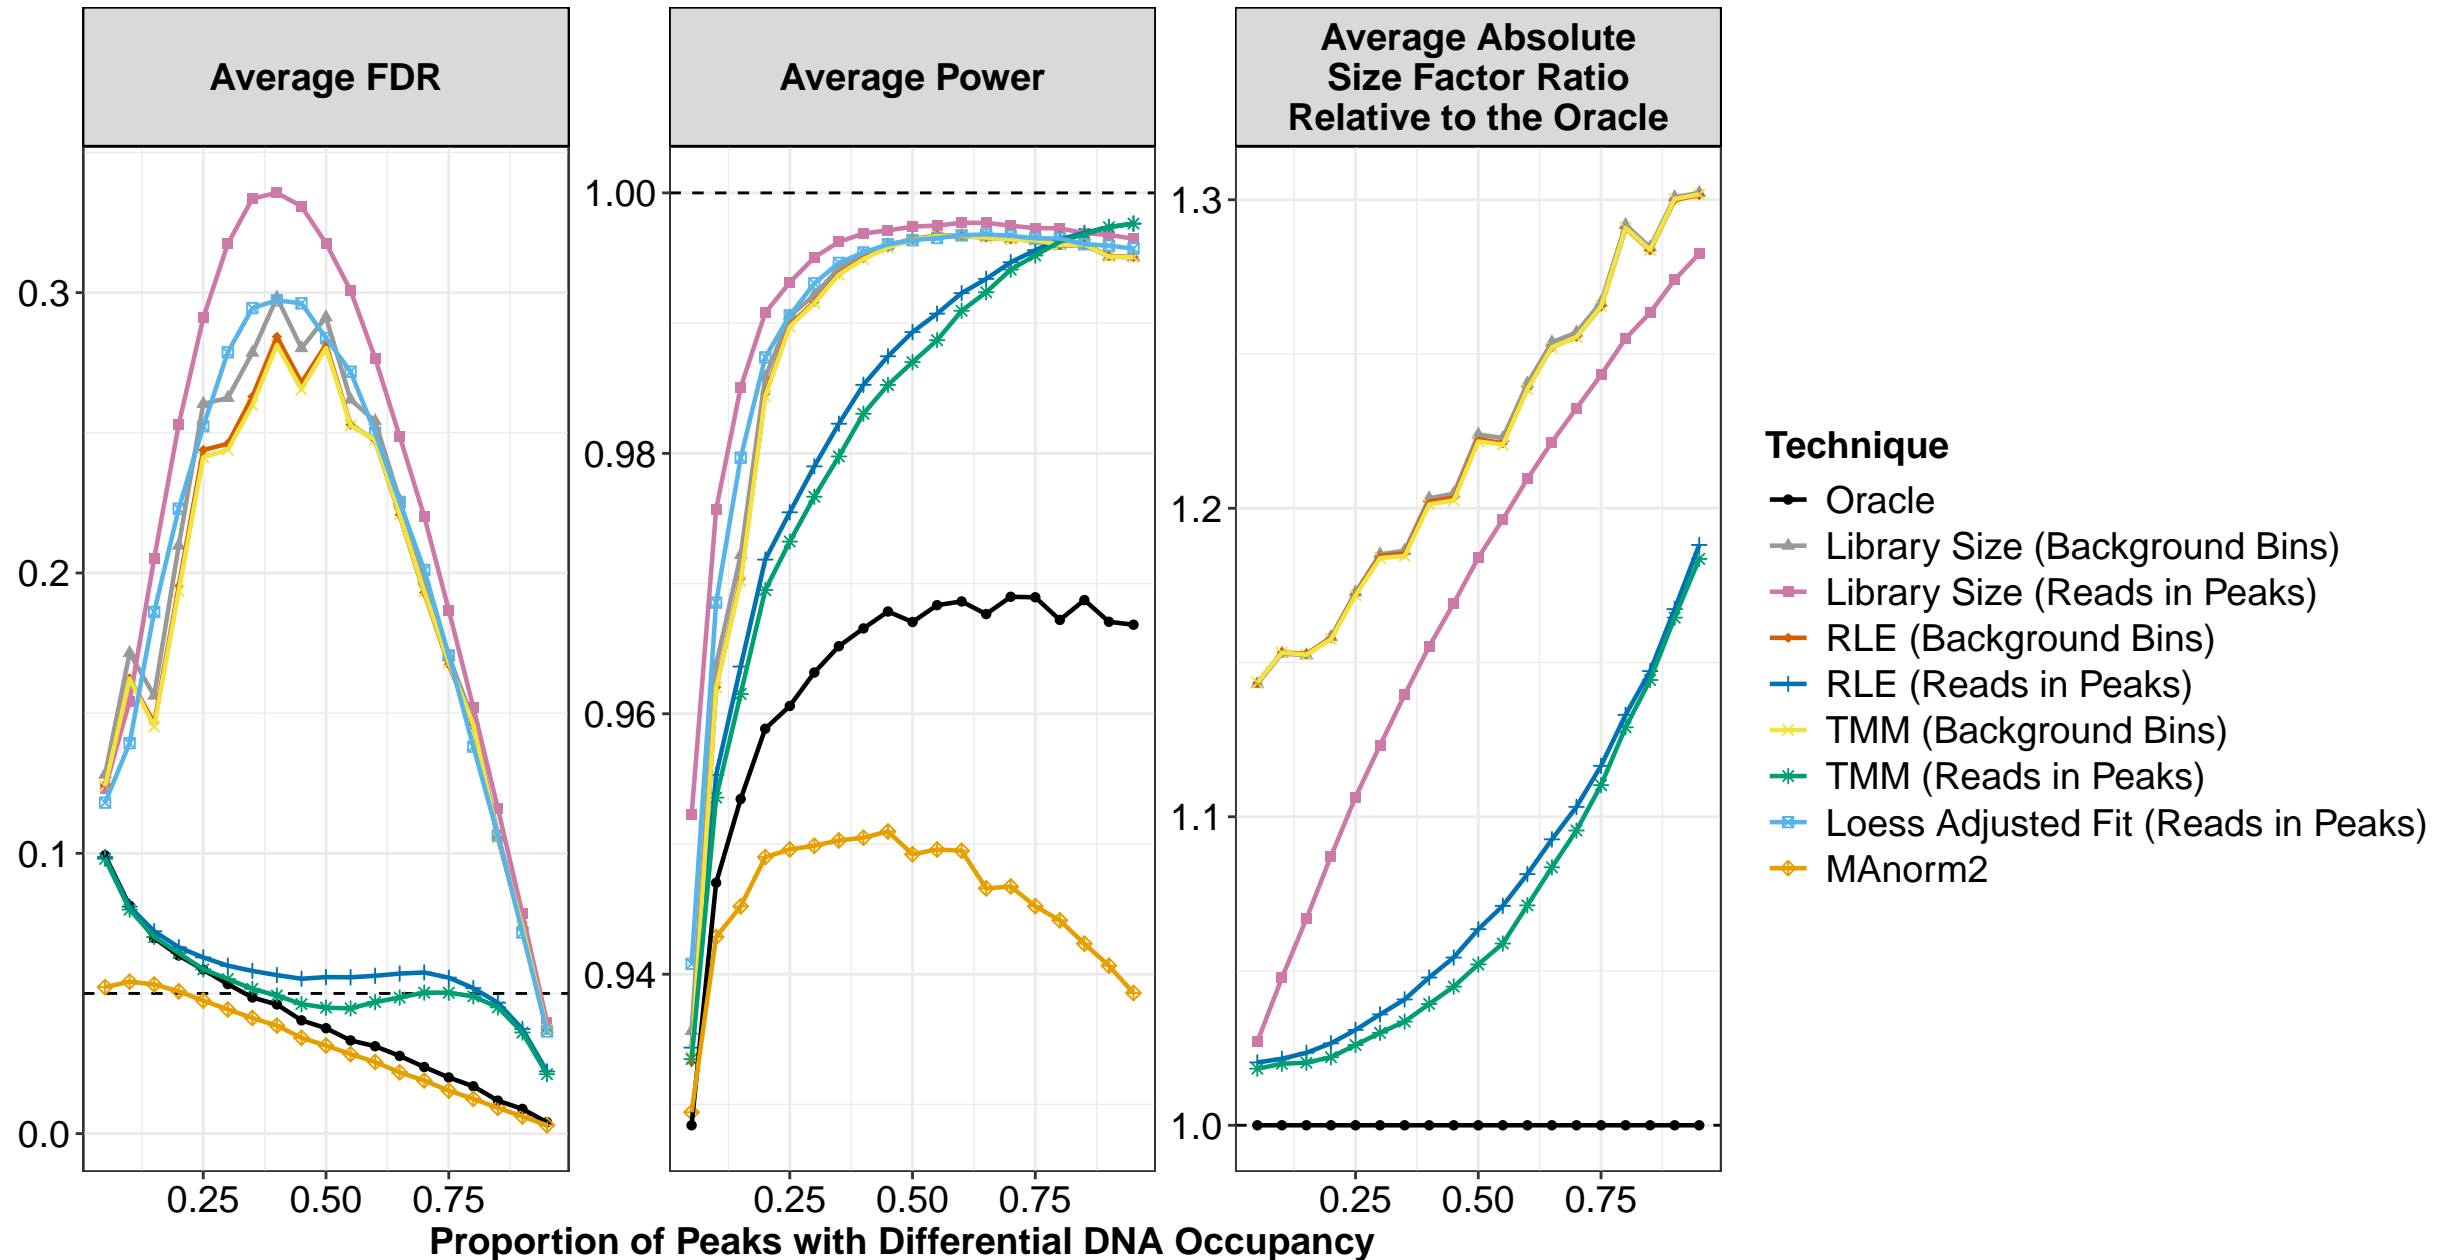 Average FDR
Average Power
Average Absolute
Size Factor Ratio
Relative to the Oracle
0.3
0.2
0.1
0.0
0.25
0.50
0.75
1.00
0.98
0.96
0.94
0.25
0.50
0.75
1.3
1.2
1.1
1.0
0.25
0.50
0.75
Proportion of Peaks with Differential DNA Occupancy
Technique
Oracle
Library Size (Background Bins)
Library Size (Reads in Peaks)
RLE (Background Bins)
RLE (Reads in Peaks)
TMM (Background Bins)
TMM (Reads in Peaks)
Loess Adjusted Fit (Reads in Peaks)
MAnorm2